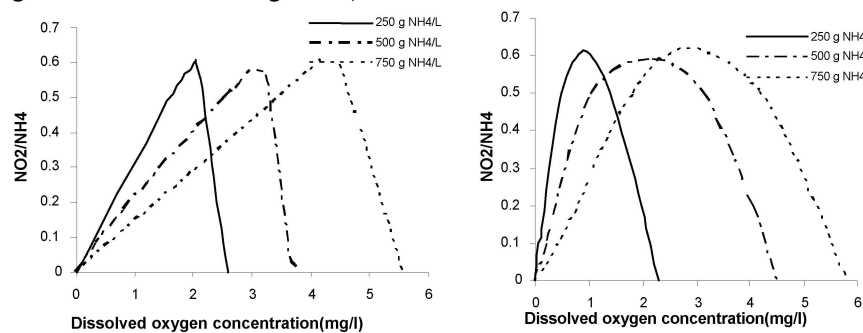 0.7
0.6
0.5
0.4
0.3
0.2
0.1
0
NO2/NH4
250 g NH4/L
500 g NH4/L
750 g NH4/L
0 1 2 3 4 5 6
Dissolved oxygen concentration(mg/l)
0.7
0.6
0.5
0.4
0.3
0.2
0.1
0
NO2/NH4
250 g NH4
500 g NH4
750 g NH4
0 1 2 3 4 5 6
Dissolved oxygen concentration(mg/l)